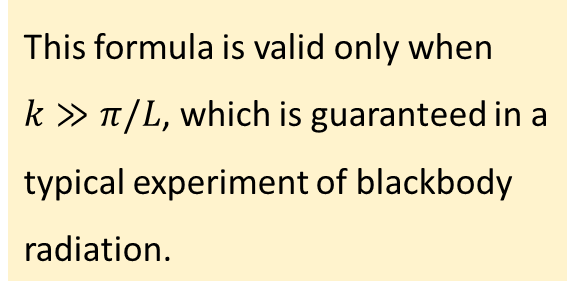 This formula is valid only when
k ≫ π/L, which is guaranteed in a
typical experiment of blackbody
radiation.